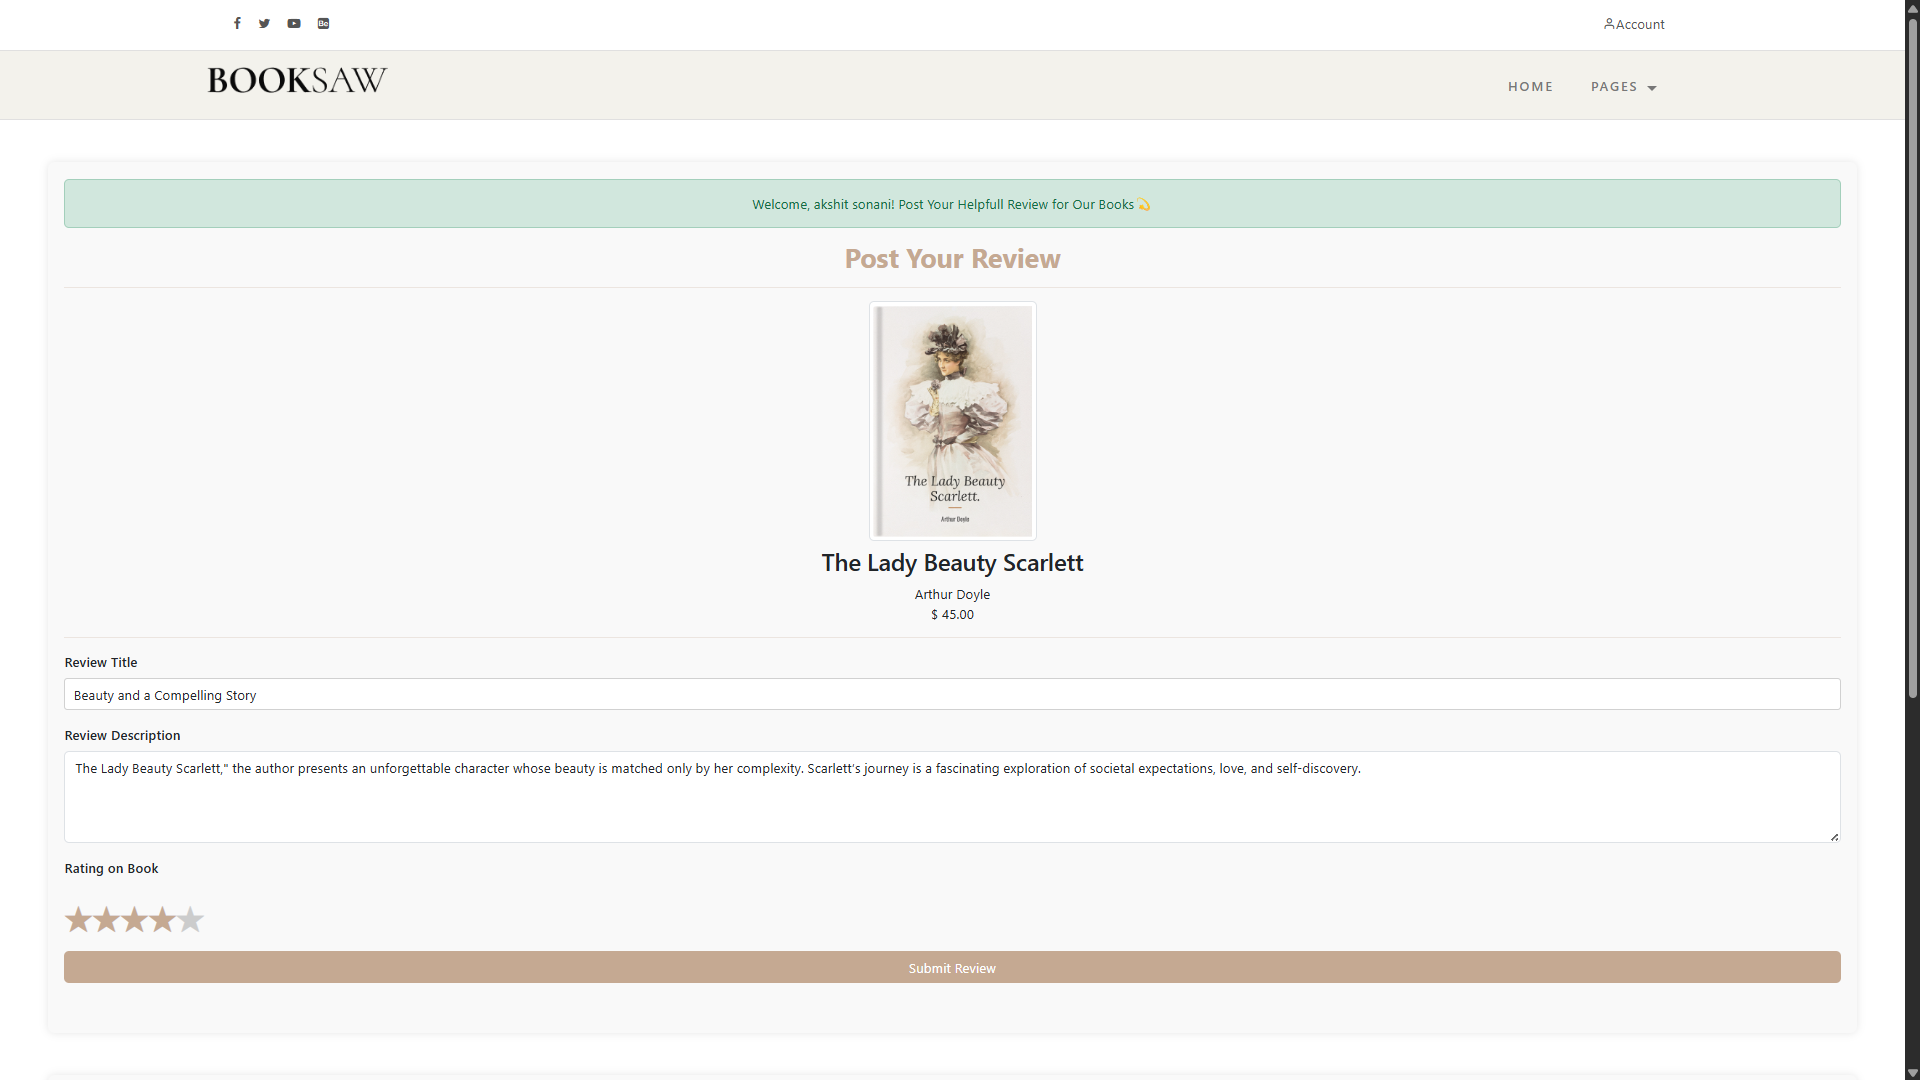 Account
BOOKSAW
HOME
PAGES
Welcome, akshit sonani! Post Your Helpfull Review for Our Books 💫
Post Your Review
The Lady Beauty
Scarlett.
Arthur Doyle
The Lady Beauty Scarlett
Arthur Doyle
$ 45.00
Review Title
Beauty and a Compelling Story
Review Description
The Lady Beauty Scarlett," the author presents an unforgettable character whose beauty is matched only by her complexity. Scarlett's journey is a fascinating exploration of societal expectations, love, and self-discovery.
Rating on Book
Submit Review